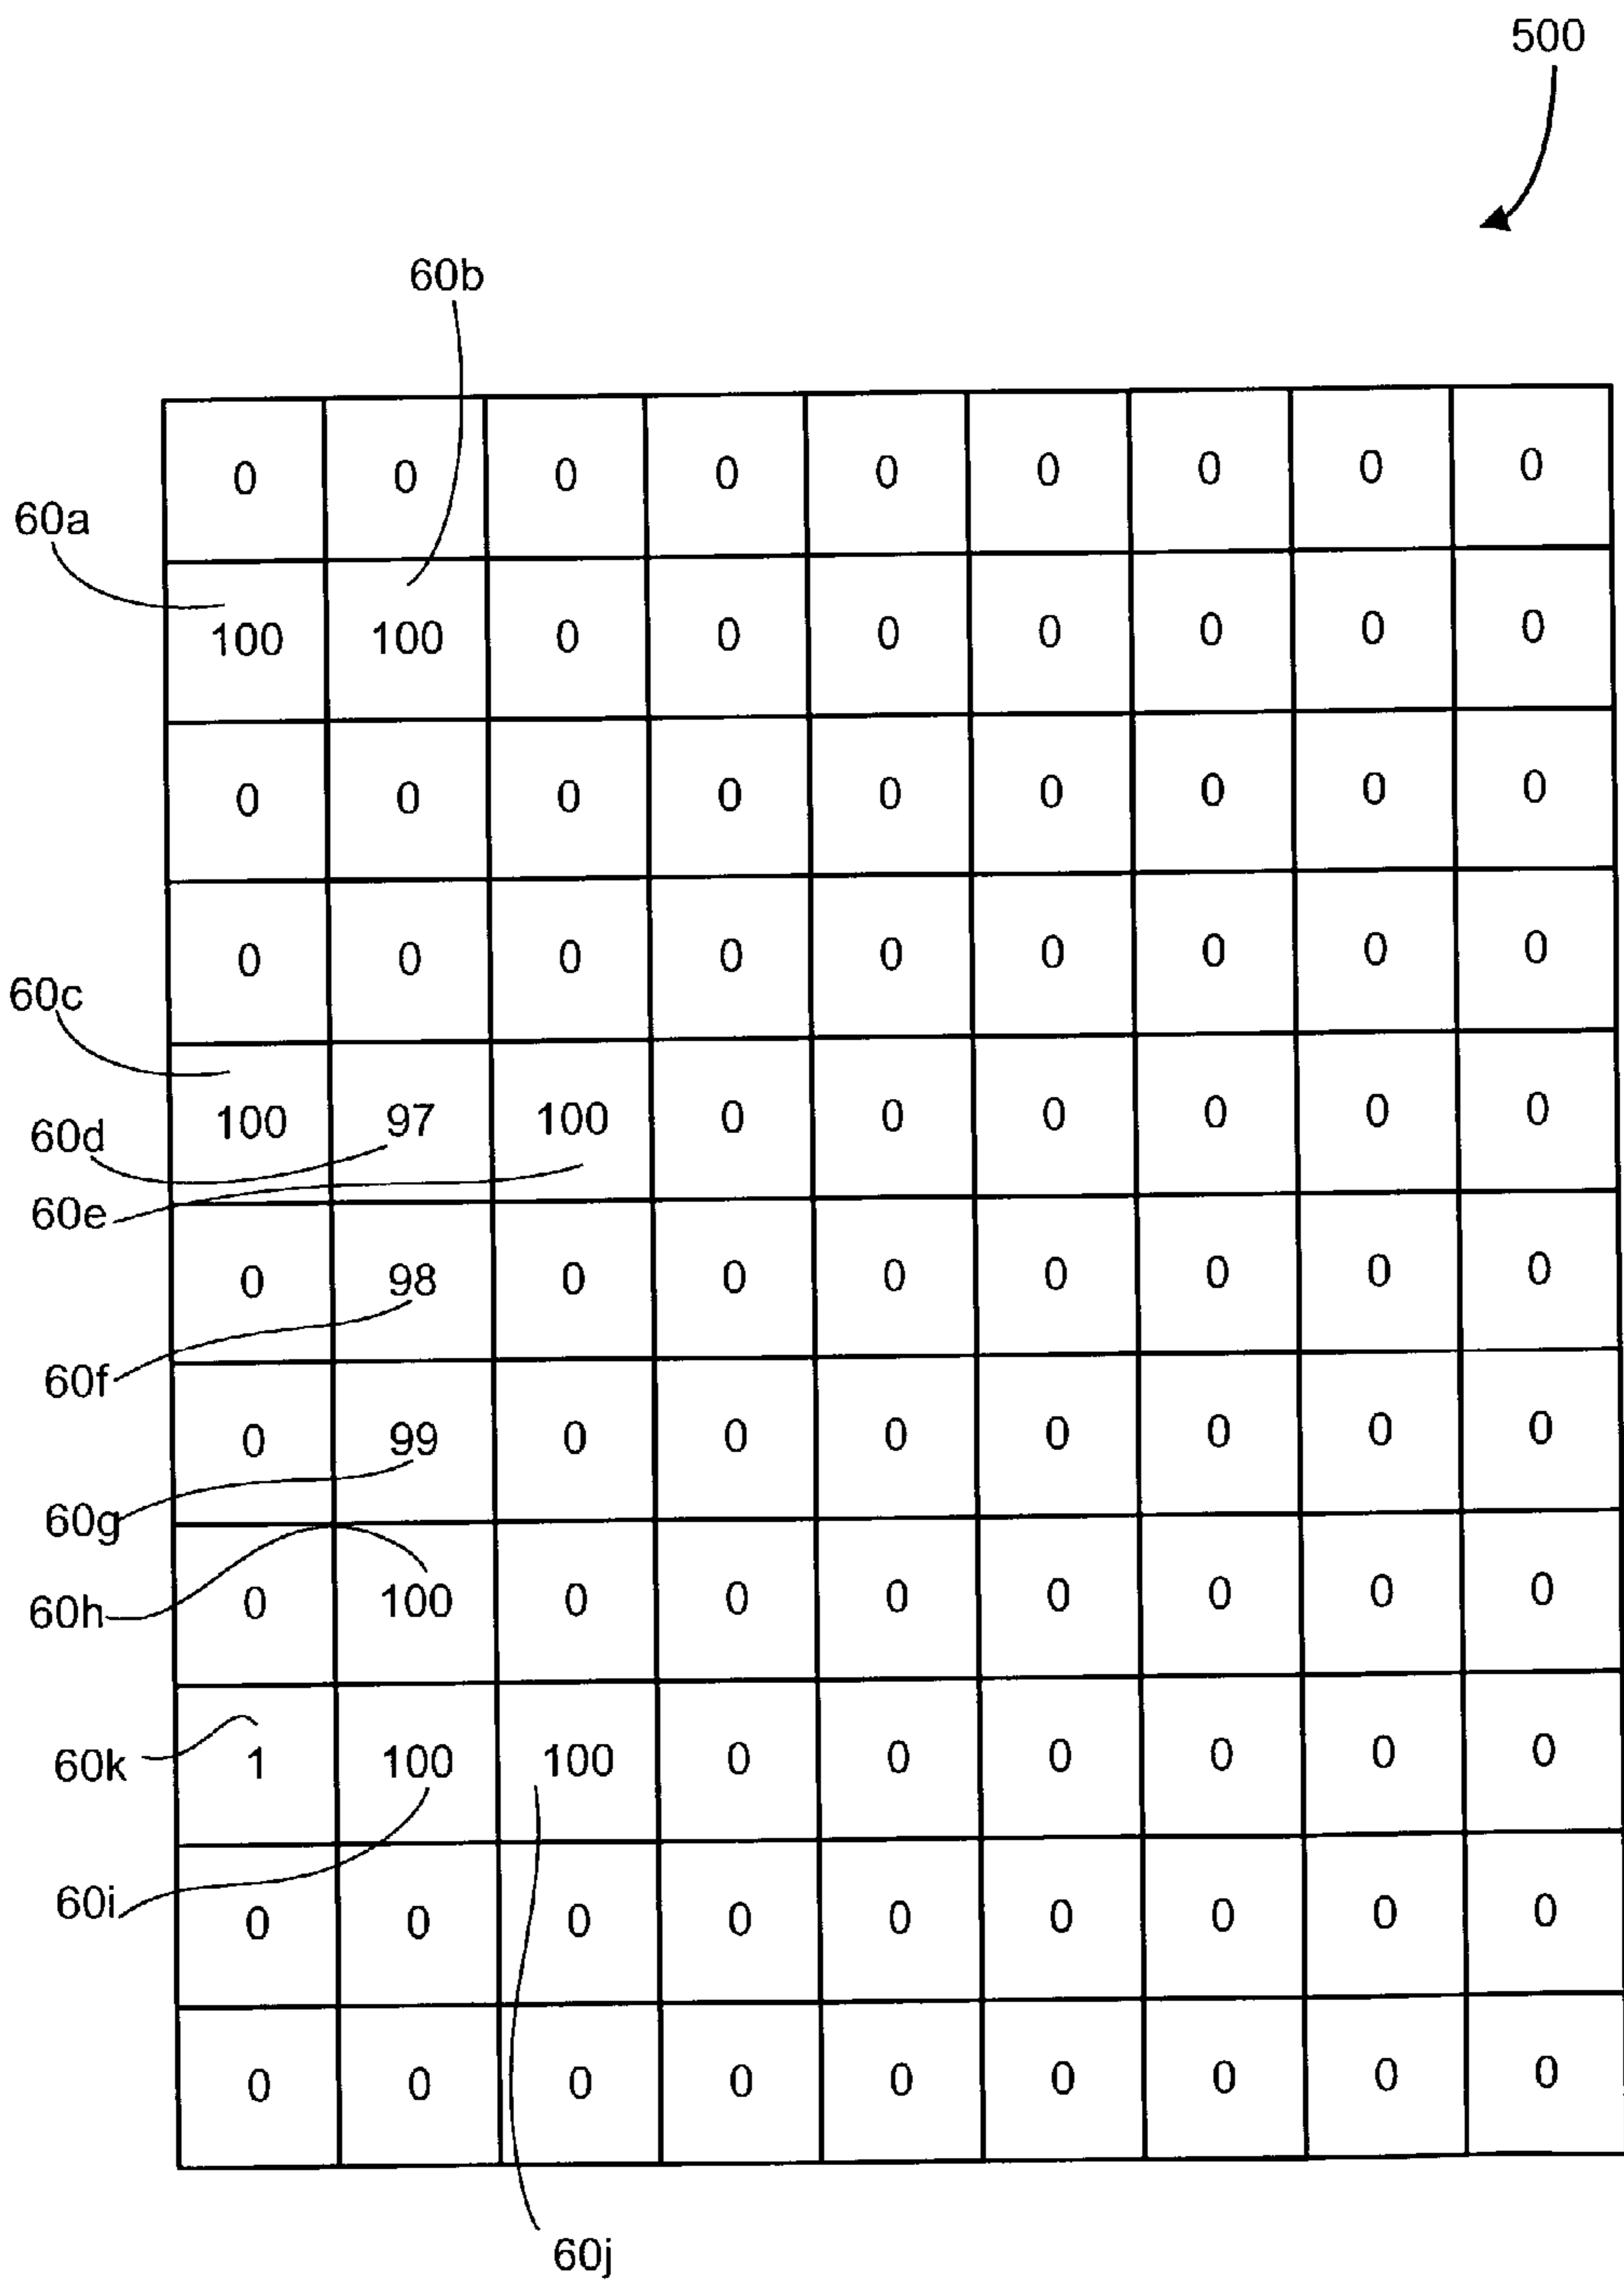 500
60b
0 0 0 0 0 0 0 0 0
60a
100 100 0 0 0 0 0 0 0
0 0 0 0 0 0 0 0 0
0 0 0 0 0 0 0 0 0
60c
100 97 100 0 0 0 0 0 0
60d
60e
0 98 0 0 0 0 0 0 0
60f
0 99 0 0 0 0 0 0 0
60g
0 100 0 0 0 0 0 0 0
60h
1 100 100 0 0 0 0 0 0
60k
60i
0 0 0 0 0 0 0 0 0
0 0 0 0 0 0 0 0 0
60j